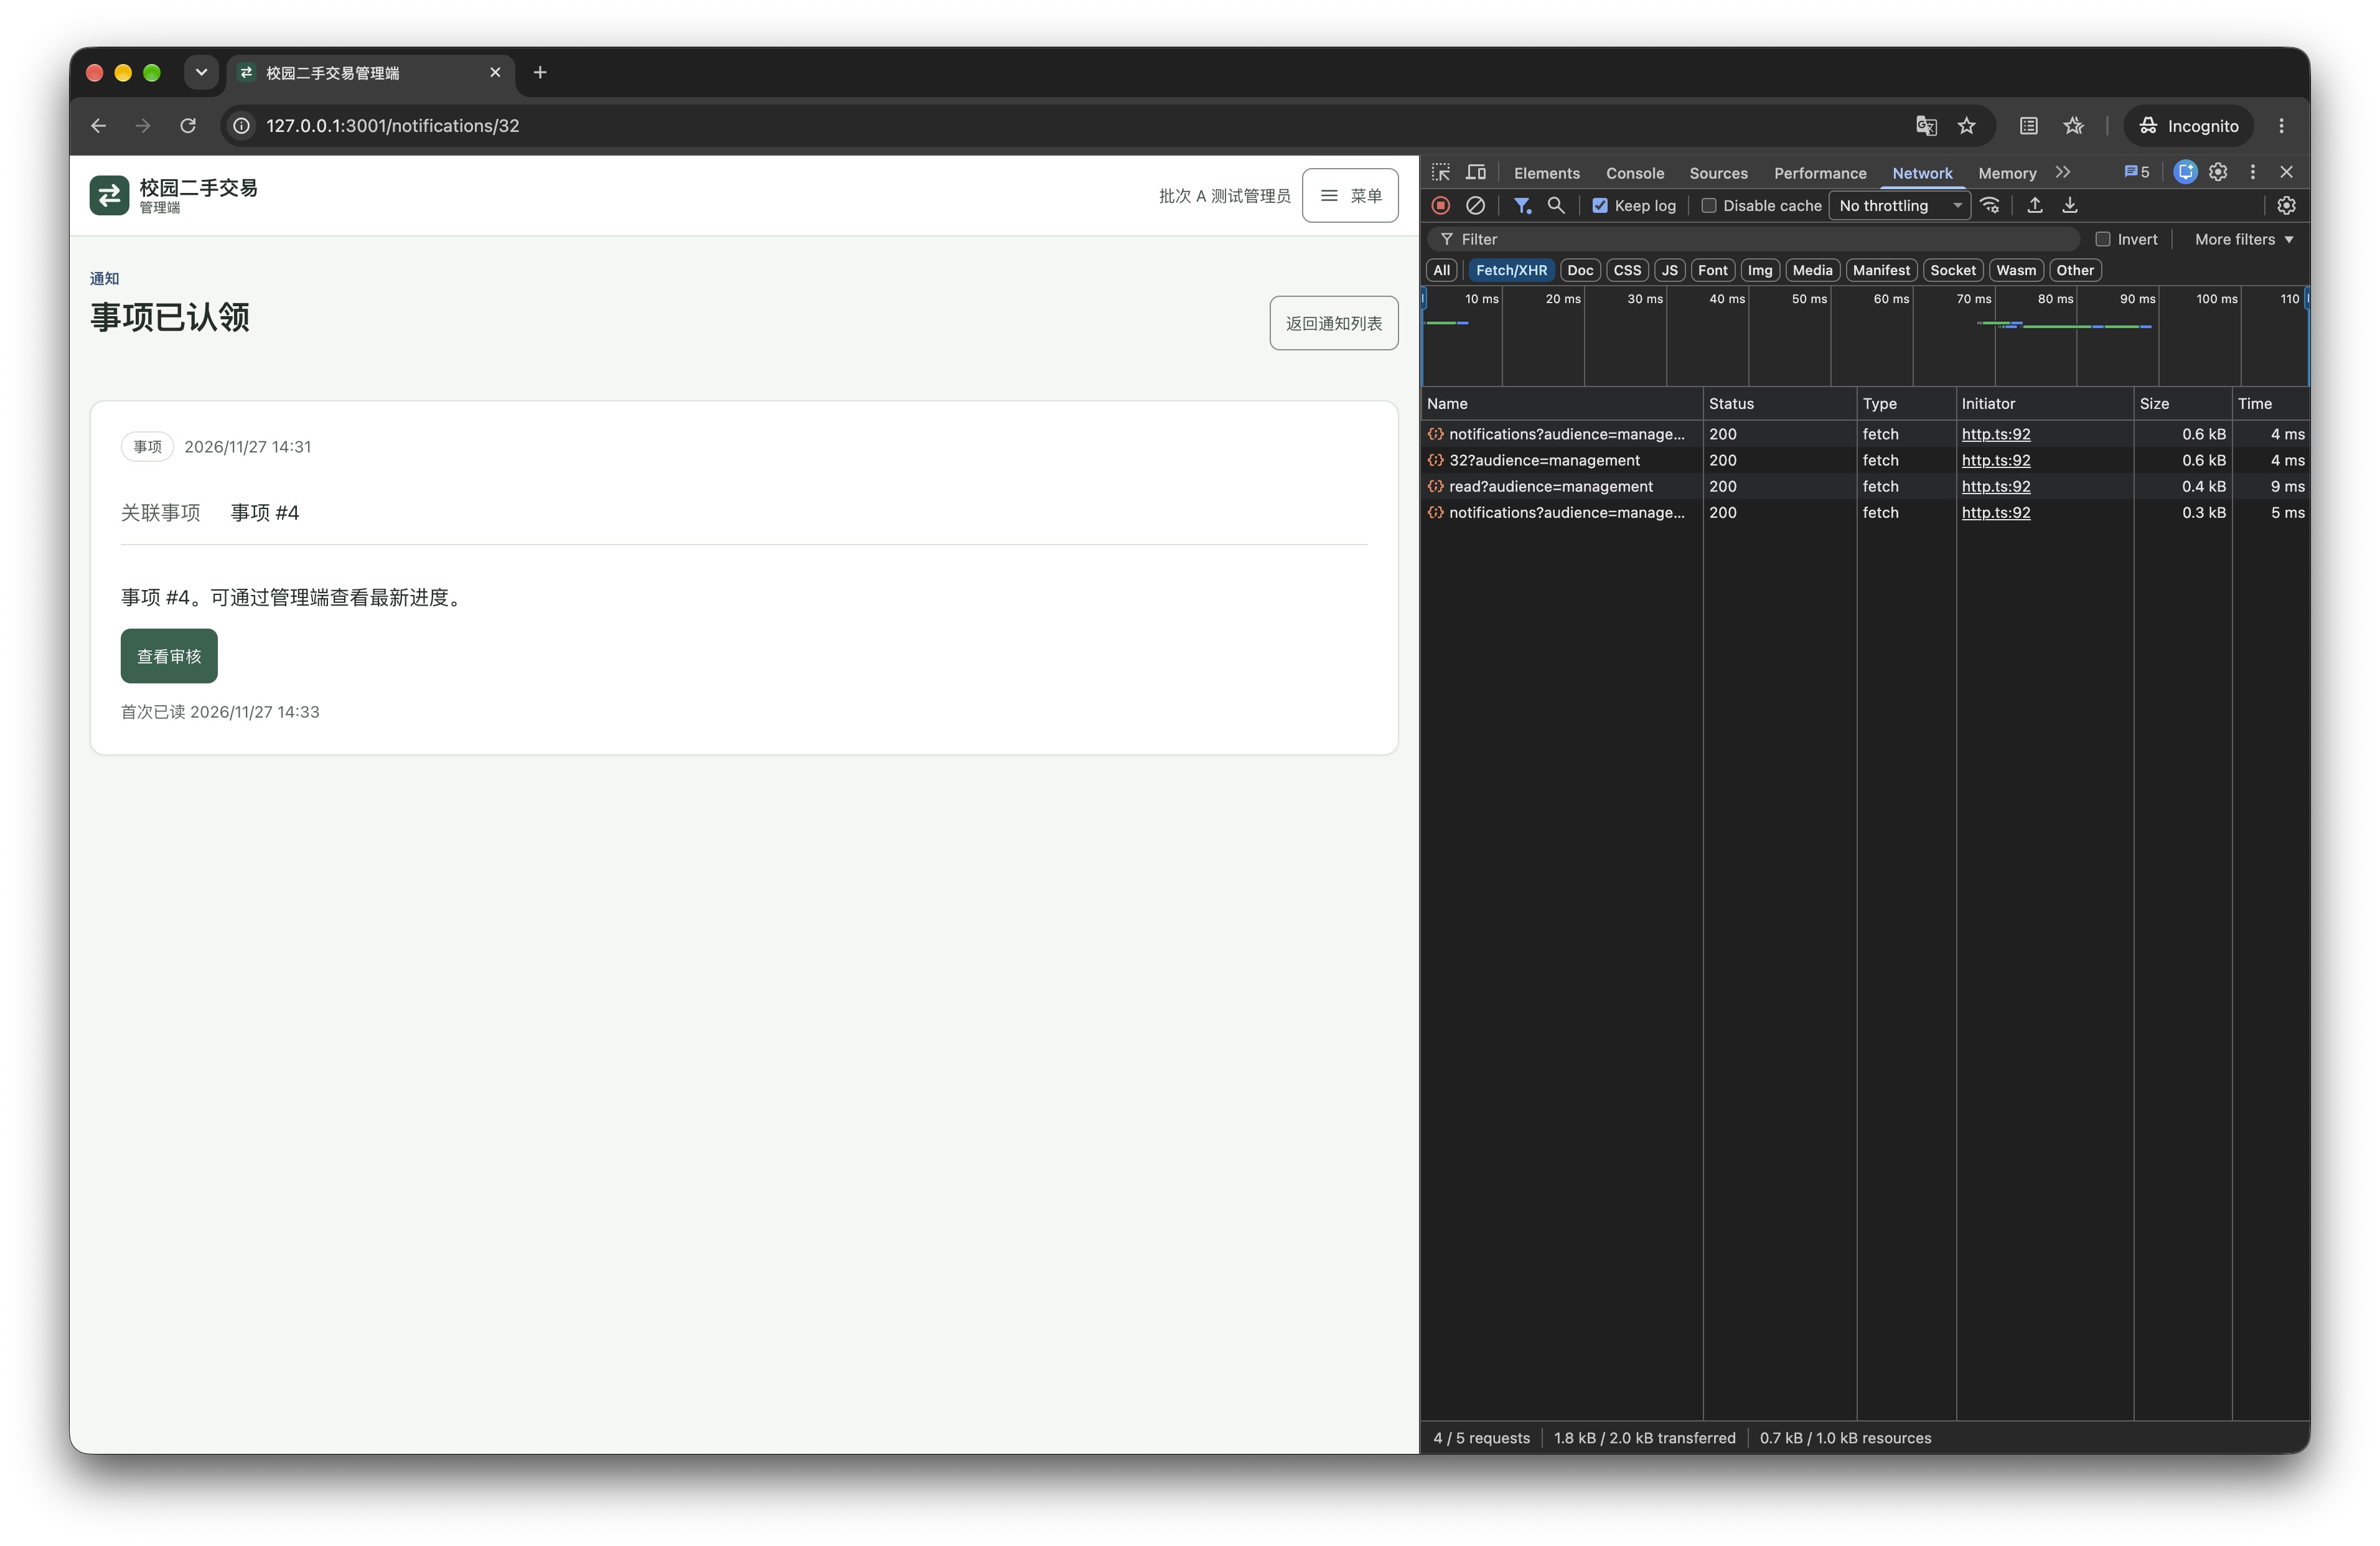 校园二手交易管理端
127.0.0.1:3001/notifications/32
Incognito
校园二手交易
管理端
批次 A 测试管理员
菜单
通知
事项已认领
返回通知列表
事项 2026/11/27 14:31
关联事项 事项 #4
事项 #4。可通过管理端查看最新进度。
查看审核
首次已读 2026/11/27 14:33
Elements Console Sources Performance Network Memory 5
Keep log Disable cache No throttling
Filter Invert More filters
All Fetch/XHR Doc CSS JS Font Img Media Manifest Socket Wasm Other
10 ms 20 ms 30 ms 40 ms 50 ms 60 ms 70 ms 80 ms 90 ms 100 ms 110
Name Status Type Initiator Size Time
notifications?audience=manage... 200 fetch http.ts:92 0.6 kB 4 ms
32?audience=management 200 fetch http.ts:92 0.6 kB 4 ms
read?audience=management 200 fetch http.ts:92 0.4 kB 9 ms
notifications?audience=manage... 200 fetch http.ts:92 0.3 kB 5 ms
4 / 5 requests 1.8 kB / 2.0 kB transferred 0.7 kB / 1.0 kB resources